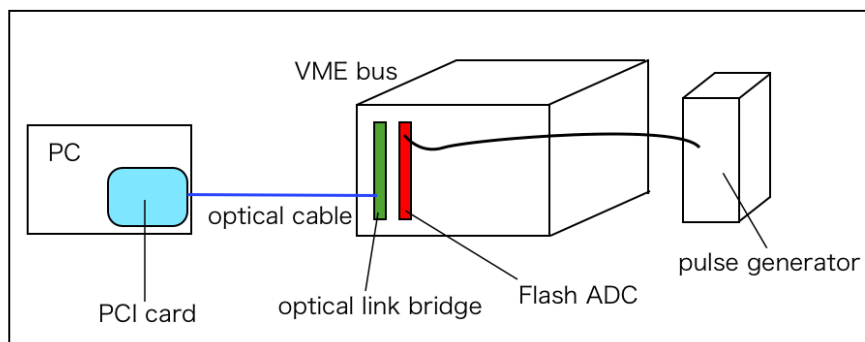 VME bus
PC
optical cable
pulse generator
Flash ADC
optical link bridge
PCI card